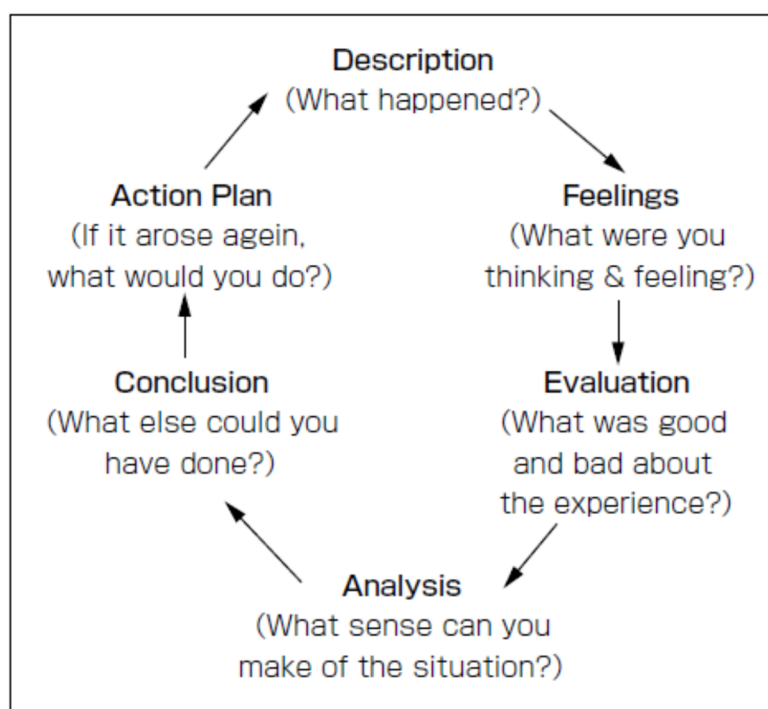 Description
(What happened?)
Feelings
(What were you
thinking & feeling?)
Evaluation
(What was good
and bad about
the experience?)
Analysis
(What sense can you
make of the situation?)
Conclusion
(What else could you
have done?)
Action Plan
(If it arose agein,
what would you do?)